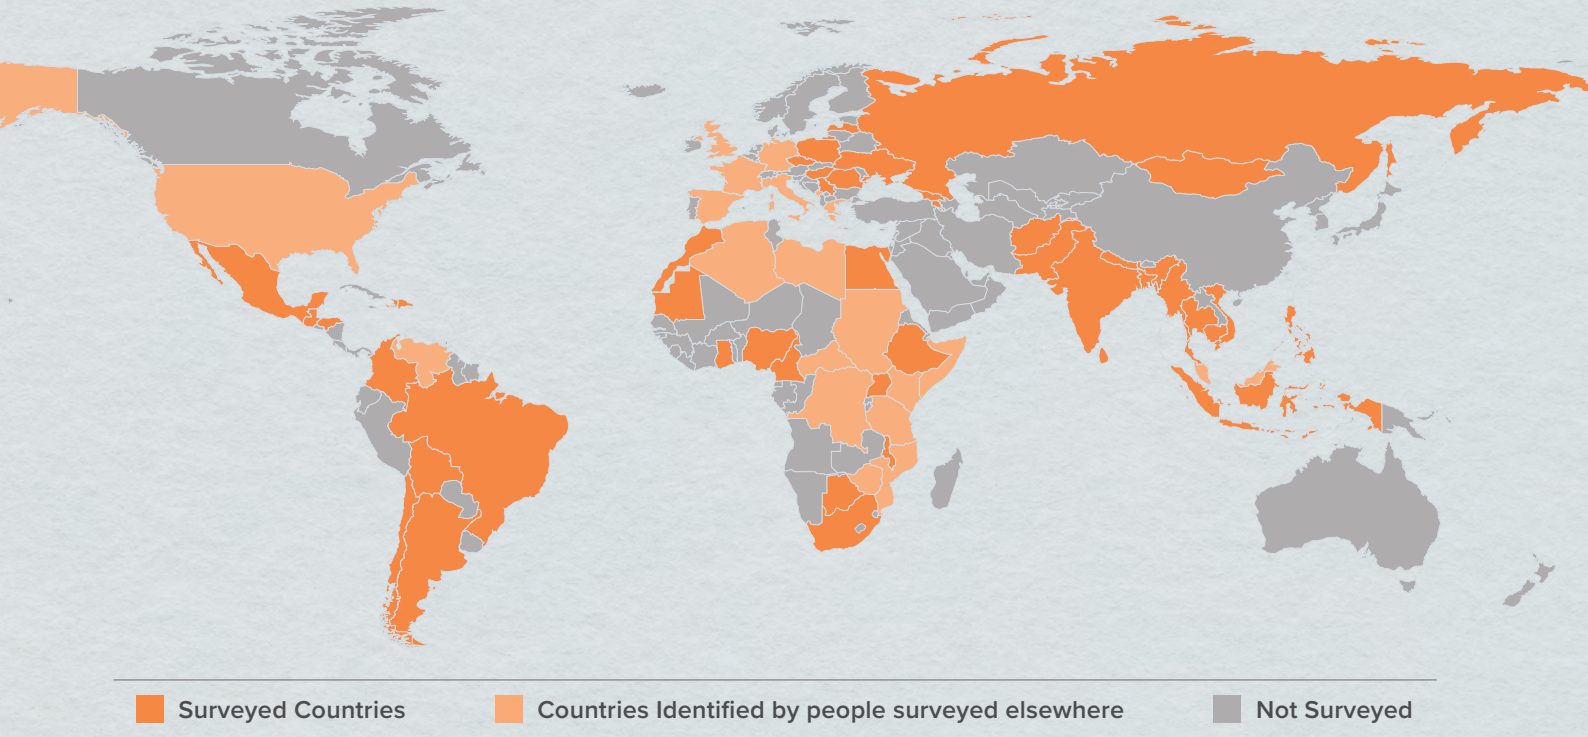 Surveyed Countries
Countries Identified by people surveyed elsewhere
Not Surveyed